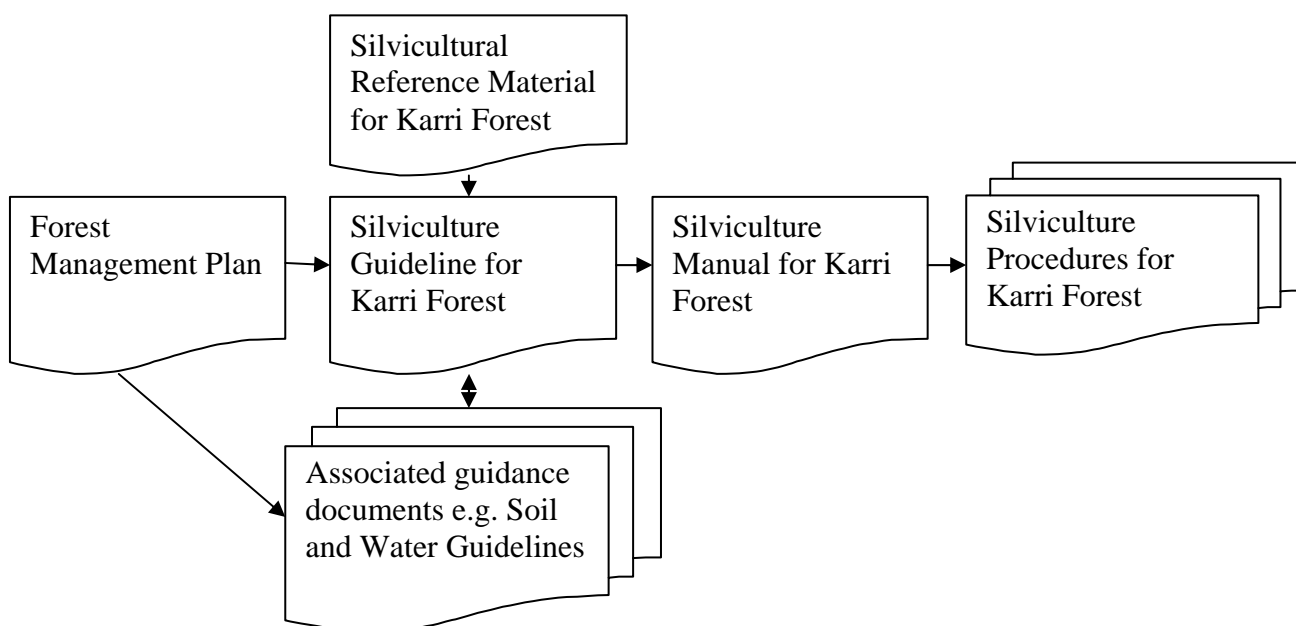 Silvicultural
Reference Material
for Karri Forest
Forest
Management Plan
Silviculture
Guideline for
Karri Forest
Silviculture
Manual for Karri
Forest
Silviculture
Procedures for
Karri Forest
Associated guidance
documents e.g. Soil
and Water Guidelines